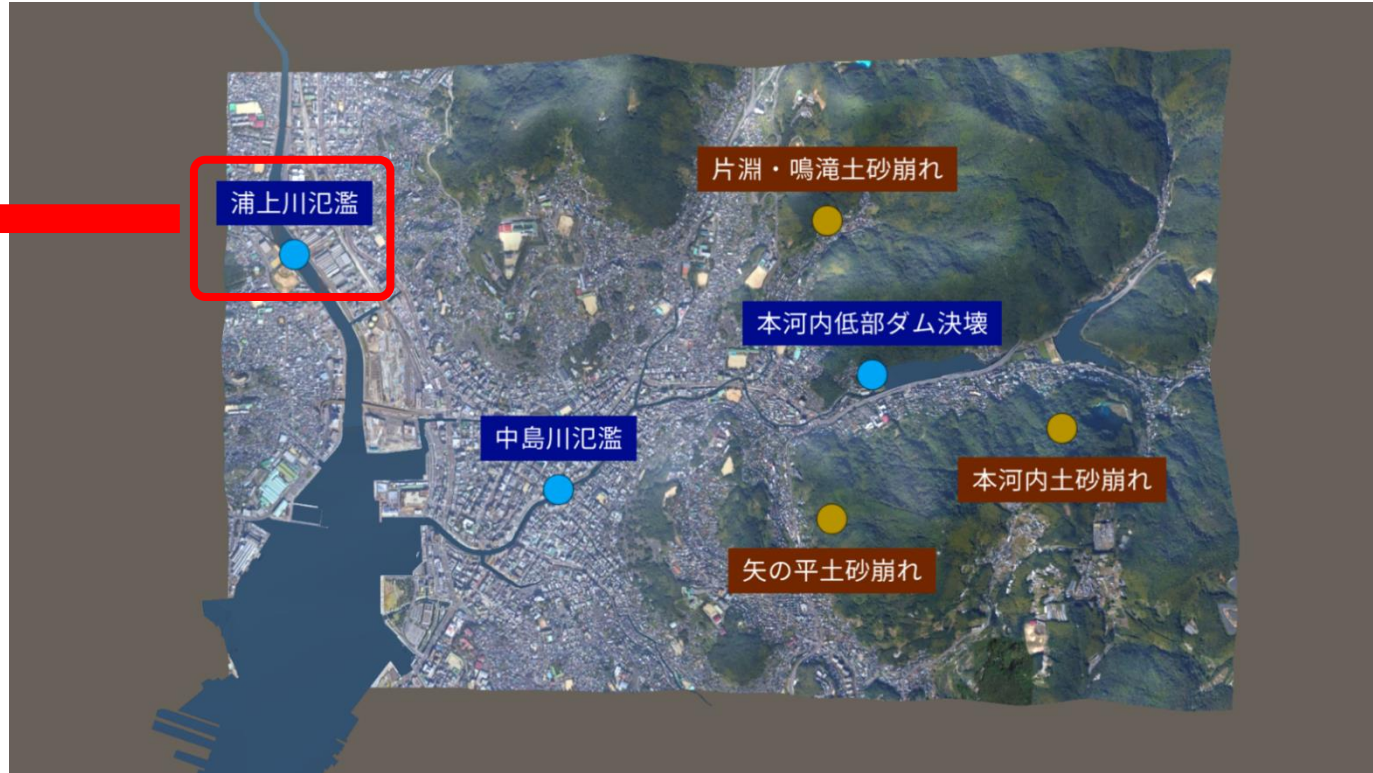 片淵・鳴滝土砂崩れ
浦上川氾濫
本河内低部ダム決壊
中島川氾濫
本河内土砂崩れ
矢の平土砂崩れ